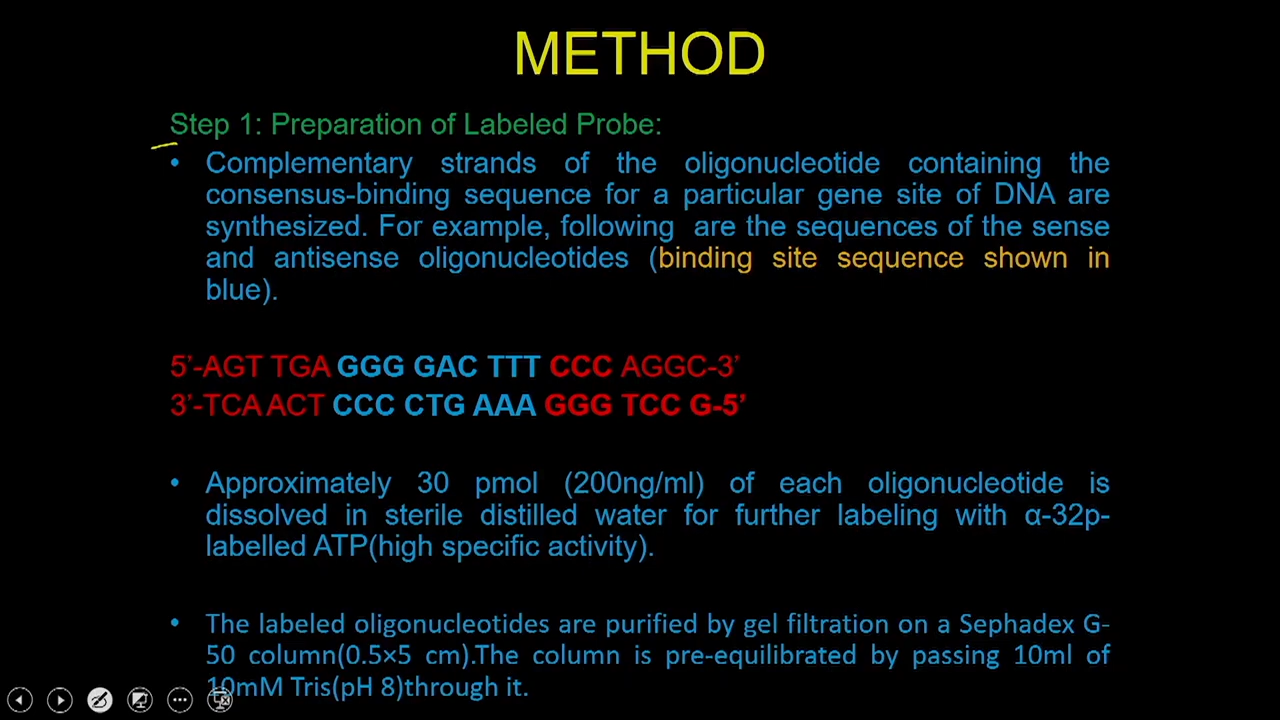 METHOD
Step 1: Preparation of Labeled Probe:
• Complementary strands of the oligonucleotide containing the
consensus-binding sequence for a particular gene site of DNA are
synthesized. For example, following are the sequences of the sense
and antisense oligonucleotides (binding site sequence shown in
blue).
5’-AGT TGA GGG GAC TTT CCC AGGC-3’
3’-TCA ACT CCC CTG AAA GGG TCC G-5’
• Approximately 30 pmol (200ng/ml) of each oligonucleotide is
dissolved in sterile distilled water for further labeling with α-32p-
labelled ATP(high specific activity).
• The labeled oligonucleotides are purified by gel filtration on a Sephadex G-
50 column(0.5×5 cm).The column is pre-equilibrated by passing 10ml of
10mM Tris(pH 8)through it.